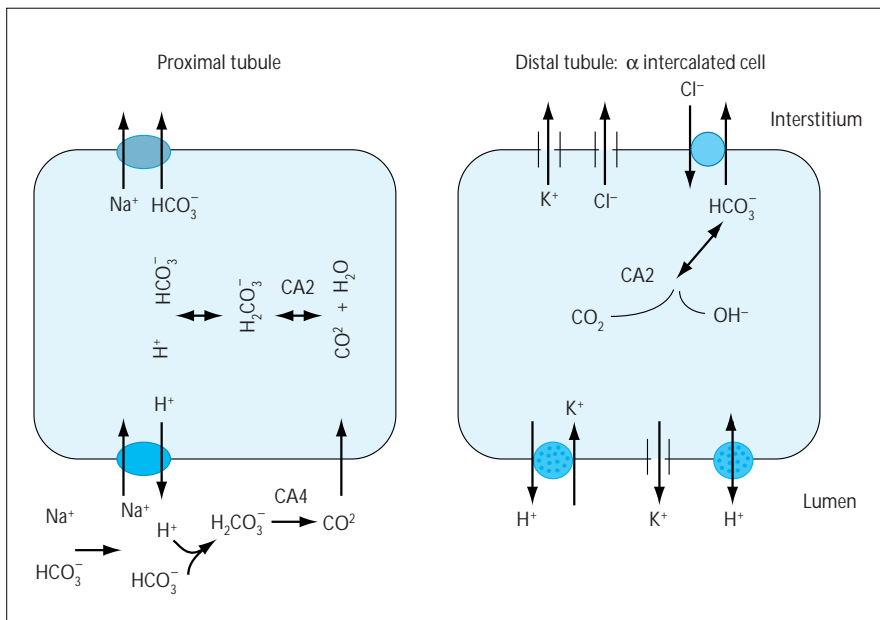 Proximal tubule
Na⁺ HCO₃⁻
HCO₃⁻
H⁺
H₂CO₃⁻
CA2
CO² + H₂O
H⁺
Na⁺
HCO₃⁻
Na⁺
H⁺
HCO₃⁻
H₂CO₃⁻
CA4
CO²
Distal tubule: α intercalated cell
Cl⁻
Interstitium
K⁺ Cl⁻ HCO₃⁻
CA2
CO₂ OH⁻
K⁺
H⁺ K⁺ H⁺
Lumen